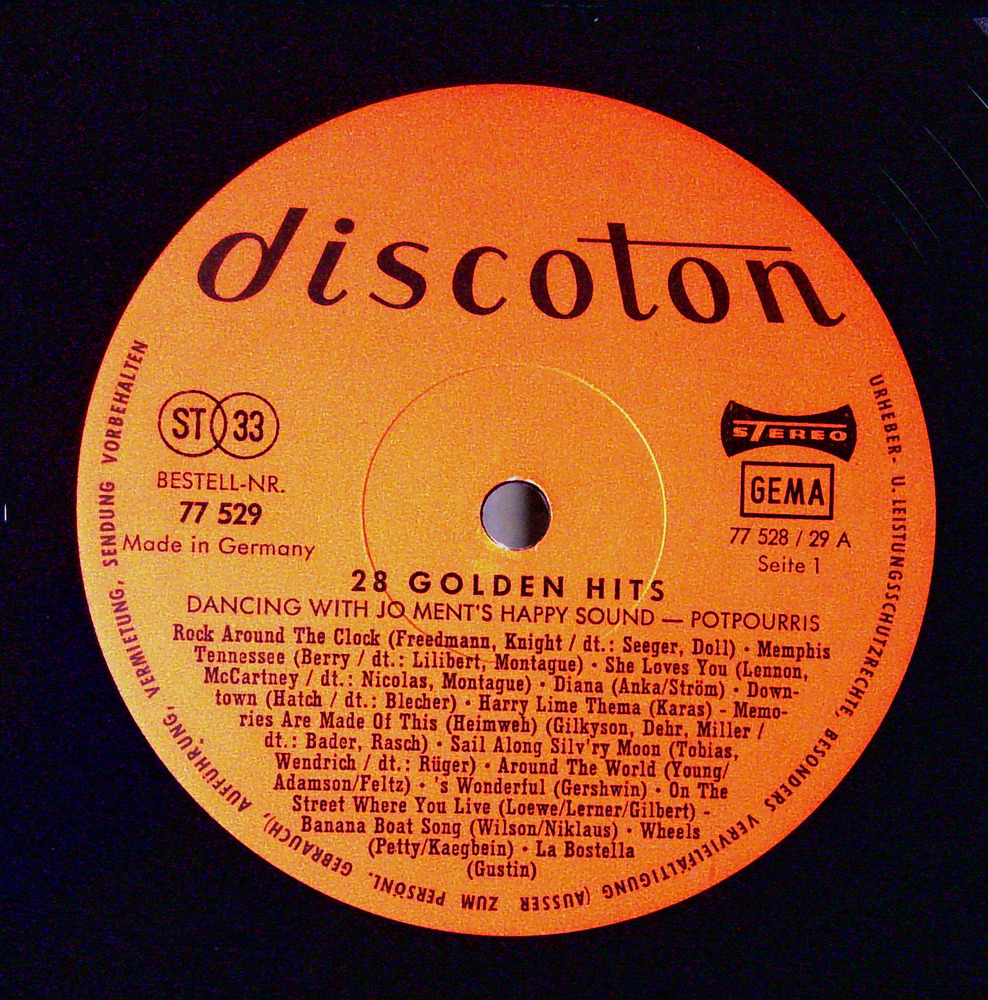 discoton
ST 33
BESTELL-NR.
77 529
Made in Germany
STEREO
GEMA
77 528 / 29 A
Seite 1
28 GOLDEN HITS
DANCING WITH JO MENT'S HAPPY SOUND — POTPOURRIS
Rock Around The Clock (Freedmann, Knight / dt.: Seeger, Doll) · Memphis
Tennessee (Berry / dt.: Lilibert, Montague) · She Loves You (Lennon,
McCartney / dt.: Nicolas, Montague) · Diana (Anka/Ström) · Down-
town (Hatch / dt.: Blecher) · Harry Lime Thema (Karas) - Memo-
ries Are Made Of This (Heimweh) (Gilkyson, Dehr, Miller /
dt.: Bader, Rasch) · Sail Along Silv'ry Moon (Tobias,
Wendrich / dt.: Rüger) · Around The World (Young/
Adamson/Feltz) · 's Wonderful (Gershwin) · On The
Street Where You Live (Loewe/Lerner/Gilbert) -
Banana Boat Song (Wilson/Niklaus) · Wheels
(Petty/Kaegbein) · La Bostella
(Gustin)
URHEBER- U. LEISTUNGSSCHUTZRECHTE, BESONDERS VERVIELFÄLTIGUNG (AUSSER ZUM PERSÖNL. GEBRAUCH), AUFFÜHRUNG, VERMIETUNG, SENDUNG VORBEHALTEN